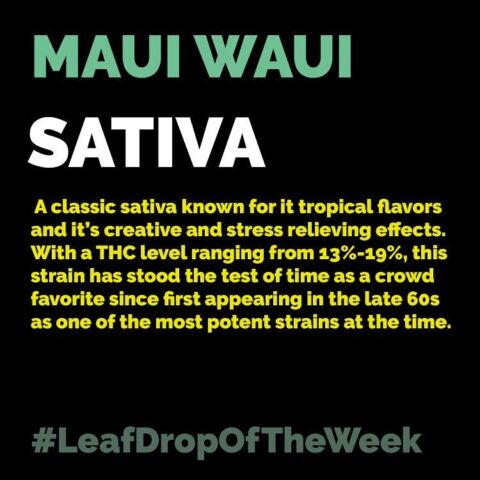 MAUI WAUI
SATIVA
A classic sativa known for it tropical flavors
and it's creative and stress relieving effects.
With a THC level ranging from 13%-19%, this
strain has stood the test of time as a crowd
favorite since first appearing in the late 60s
as one of the most potent strains at the time.
#LeafDropOfTheWeek